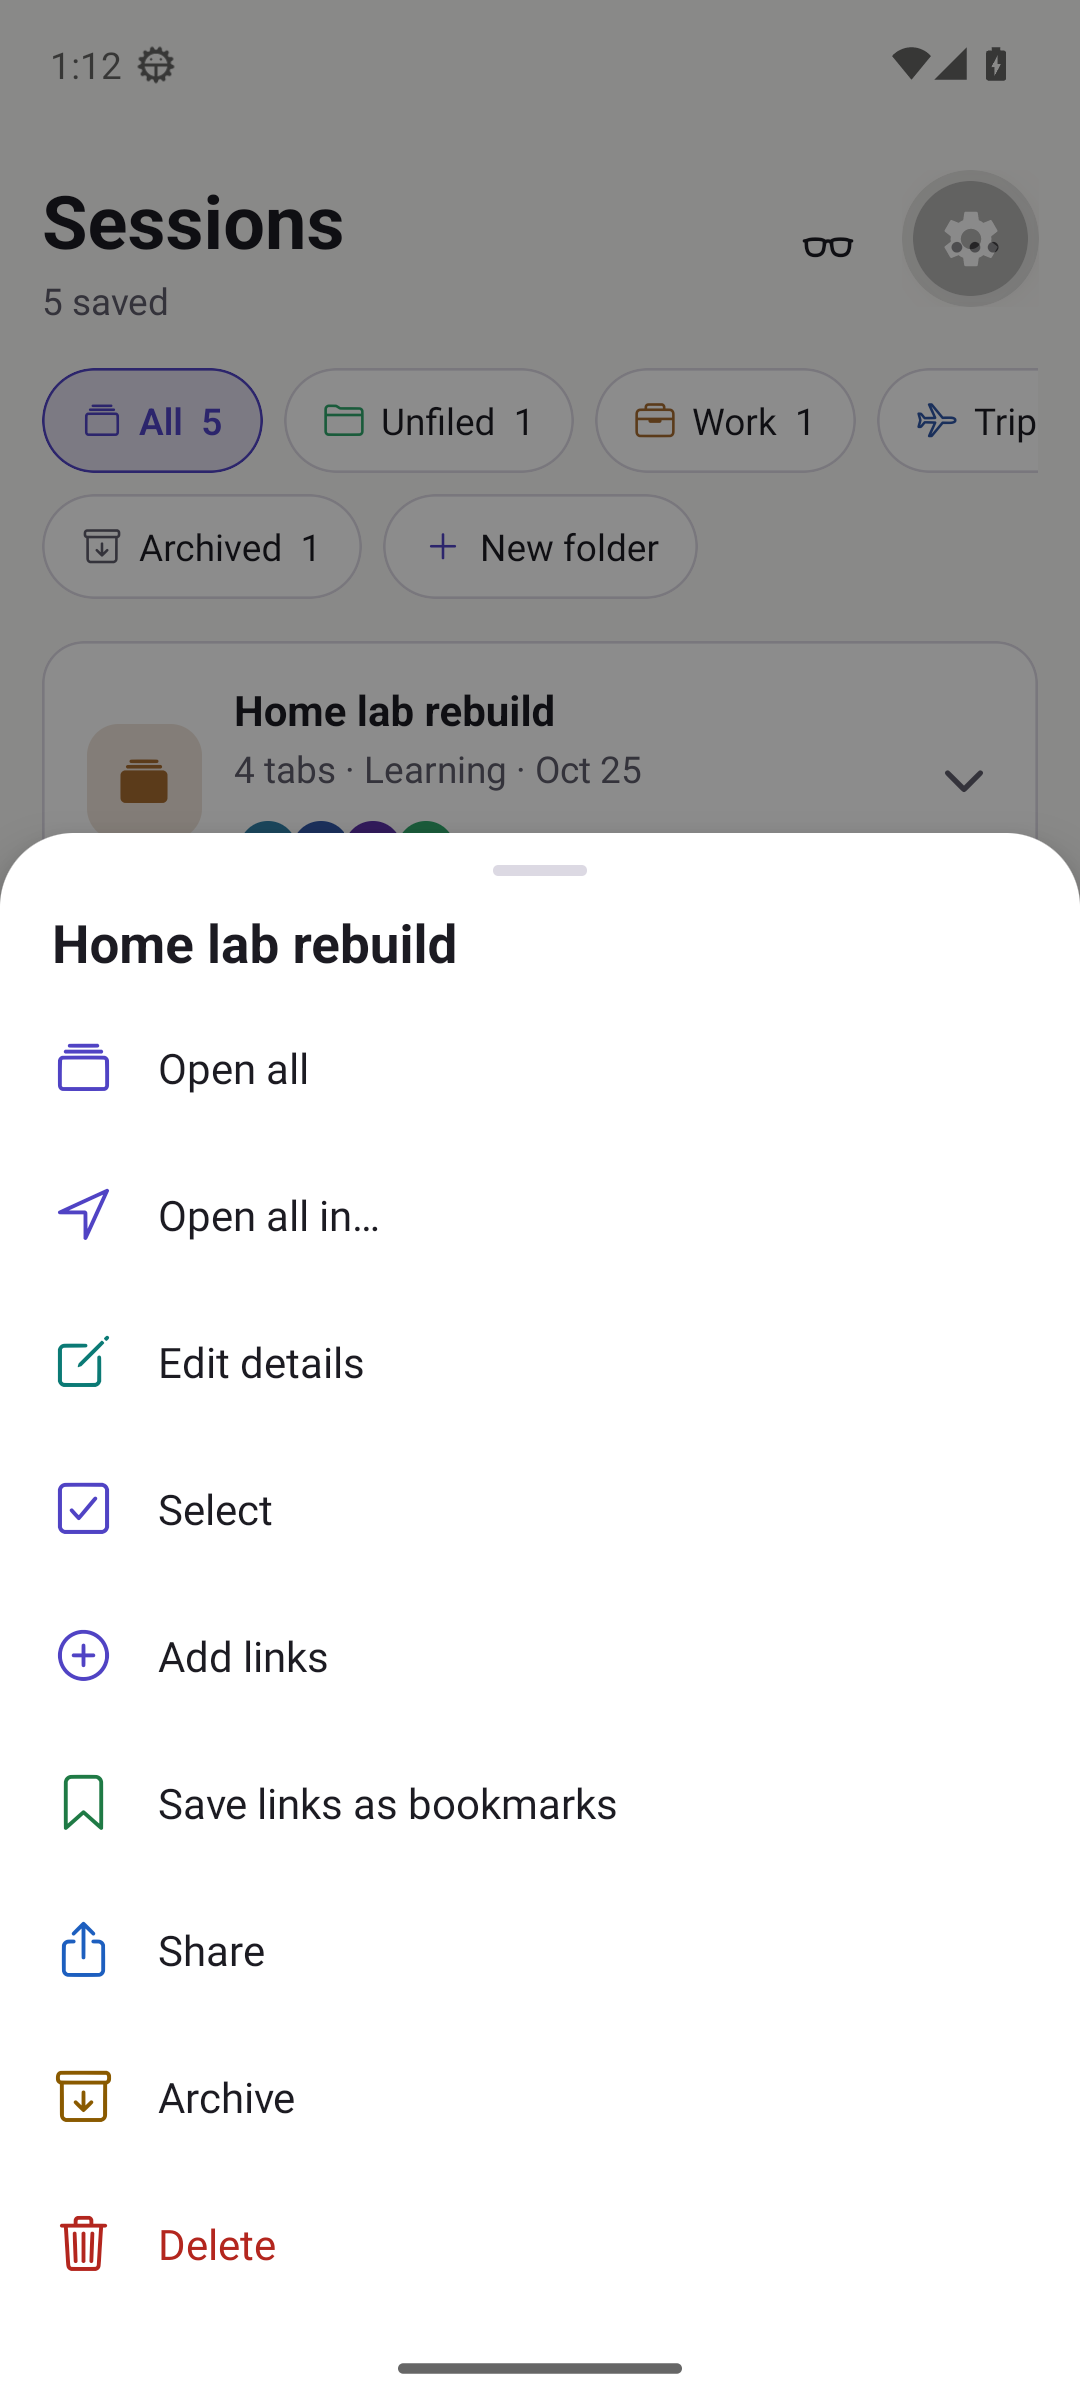 1:12
Sessions
5 saved
All 5
Unfiled 1
Work 1
Trip
Archived 1
New folder
Home lab rebuild
4 tabs · Learning · Oct 25
Home lab rebuild
Open all
Open all in…
Edit details
Select
Add links
Save links as bookmarks
Share
Archive
Delete